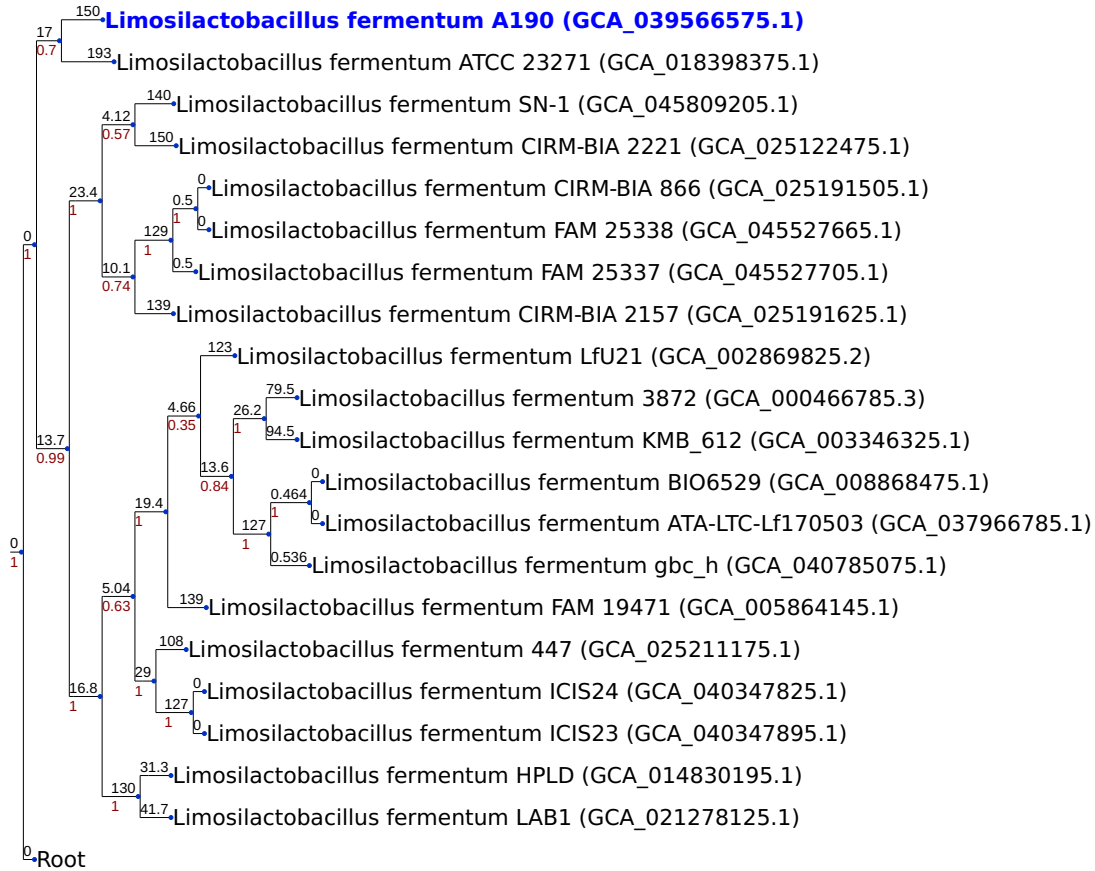 150 Limosilactobacillus fermentum A190 (GCA_039566575.1)
17
0.7
193 Limosilactobacillus fermentum ATCC 23271 (GCA_018398375.1)
140 Limosilactobacillus fermentum SN-1 (GCA_045809205.1)
4.12
0.57
150 Limosilactobacillus fermentum CIRM-BIA 2221 (GCA_025122475.1)
0 Limosilactobacillus fermentum CIRM-BIA 866 (GCA_025191505.1)
23.4
1
0.5
1
0 Limosilactobacillus fermentum FAM 25338 (GCA_045527665.1)
0
1
129
1
0.5 Limosilactobacillus fermentum FAM 25337 (GCA_045527705.1)
10.1
0.74
139 Limosilactobacillus fermentum CIRM-BIA 2157 (GCA_025191625.1)
123 Limosilactobacillus fermentum LfU21 (GCA_002869825.2)
79.5 Limosilactobacillus fermentum 3872 (GCA_000466785.3)
4.66
0.35
26.2
1
94.5 Limosilactobacillus fermentum KMB_612 (GCA_003346325.1)
13.7
0.99
13.6
0.84
0 Limosilactobacillus fermentum BIO6529 (GCA_008868475.1)
0.464
1
19.4
1
0 Limosilactobacillus fermentum ATA-LTC-Lf170503 (GCA_037966785.1)
127
1
0
1
0.536 Limosilactobacillus fermentum gbc_h (GCA_040785075.1)
5.04
0.63
139 Limosilactobacillus fermentum FAM 19471 (GCA_005864145.1)
108 Limosilactobacillus fermentum 447 (GCA_025211175.1)
29
1
0 Limosilactobacillus fermentum ICIS24 (GCA_040347825.1)
16.8
1
127
1
0 Limosilactobacillus fermentum ICIS23 (GCA_040347895.1)
31.3 Limosilactobacillus fermentum HPLD (GCA_014830195.1)
130
1
41.7 Limosilactobacillus fermentum LAB1 (GCA_021278125.1)
0 Root